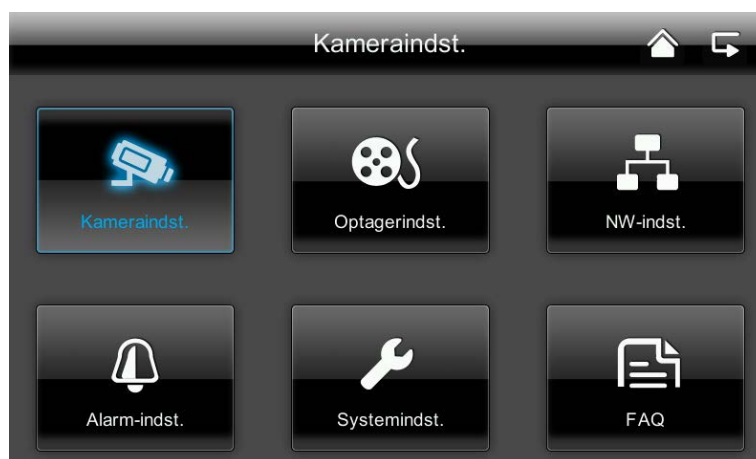 Kameraindst.
Kameraindst.
Optagerindst.
NW-indst.
Alarm-indst.
Systemindst.
FAQ